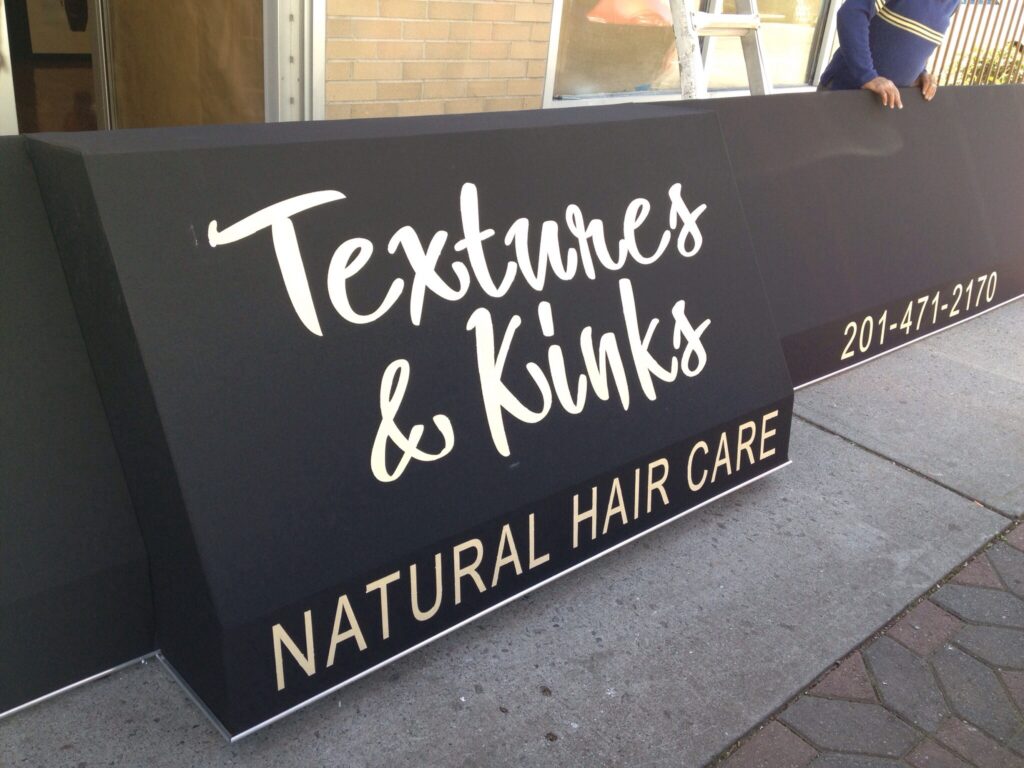 Textures
& Kinks
NATURAL HAIR CARE
201-471-2170